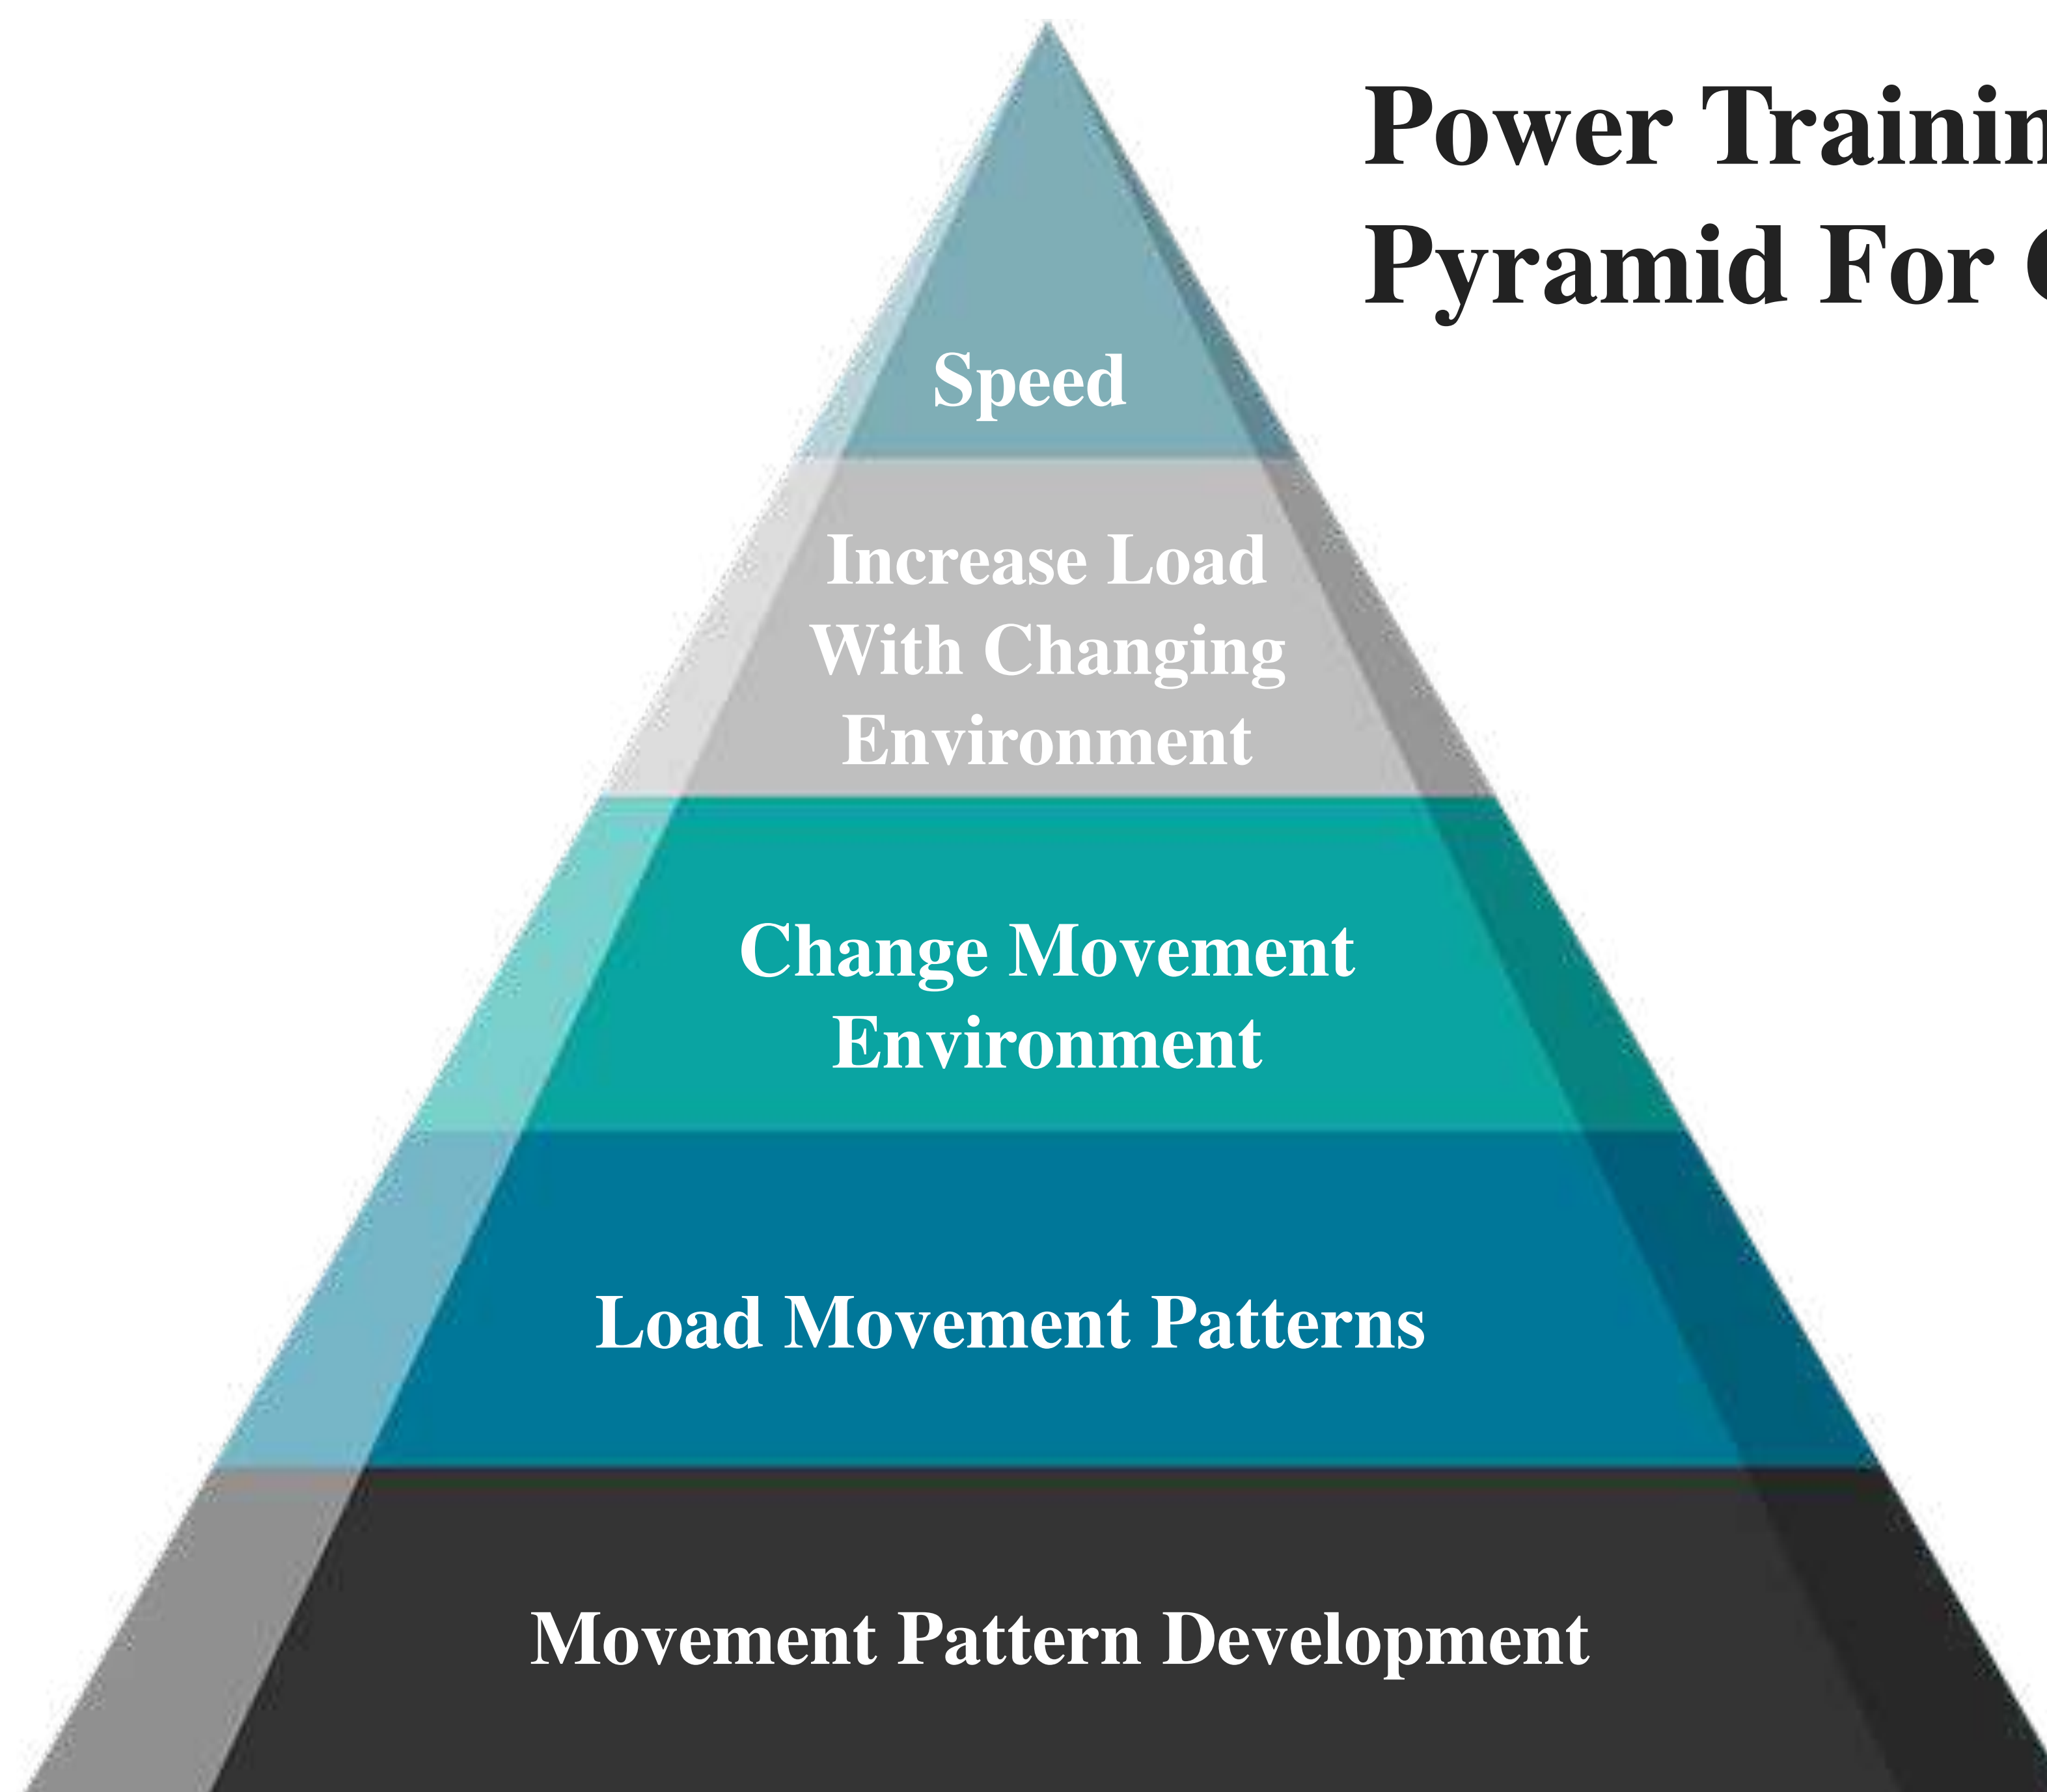 Power Trainin
Pyramid For
Speed
Increase Load
With Changing
Environment
Change Movement
Environment
Load Movement Patterns
Movement Pattern Development